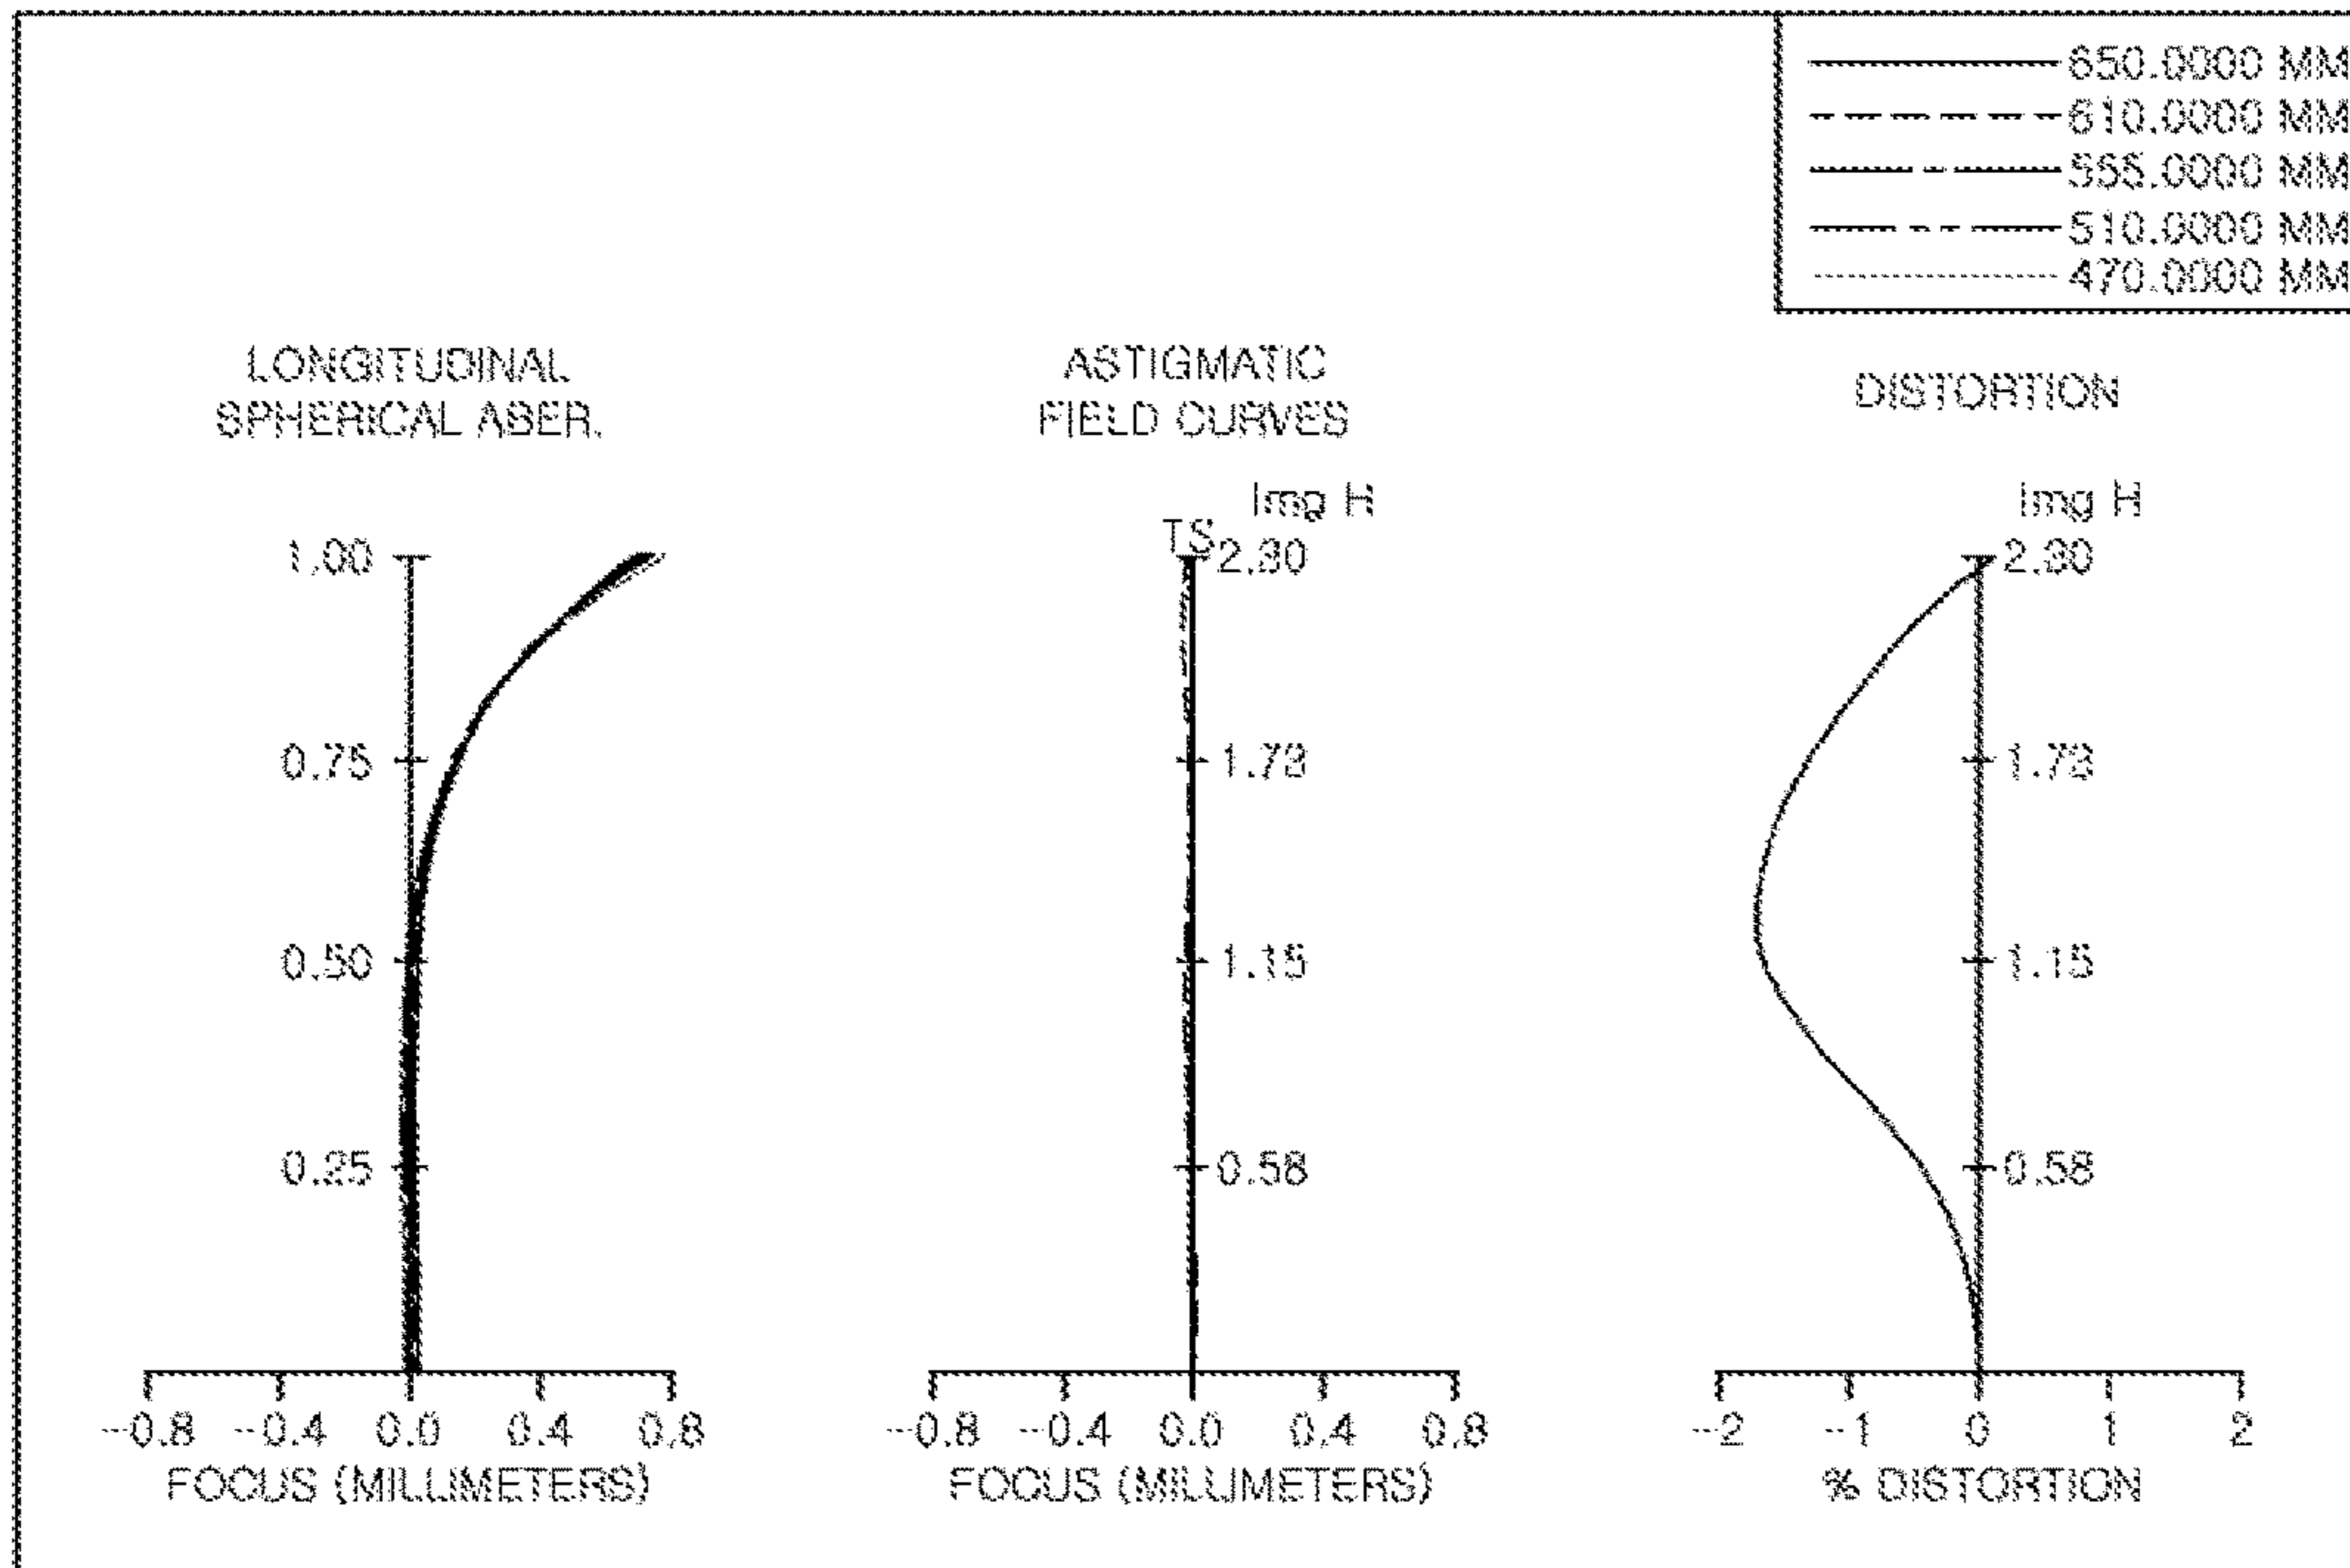 650.0000 MM
610.0000 MM
555.0000 MM
510.0000 MM
470.0000 MM
LONGITUDINAL
SPHERICAL ABER.
ASTIGMATIC
FIELD CURVES
DISTORTION
Img H
Img H
TS
1.00
2.30
2.30
0.75
1.73
1.73
0.50
1.15
1.15
0.25
0.58
0.58
-0.8 -0.4 0.0 0.4 0.8
-0.8 -0.4 0.0 0.4 0.8
-2 -1 0 1 2
FOCUS (MILLIMETERS)
FOCUS (MILLIMETERS)
% DISTORTION